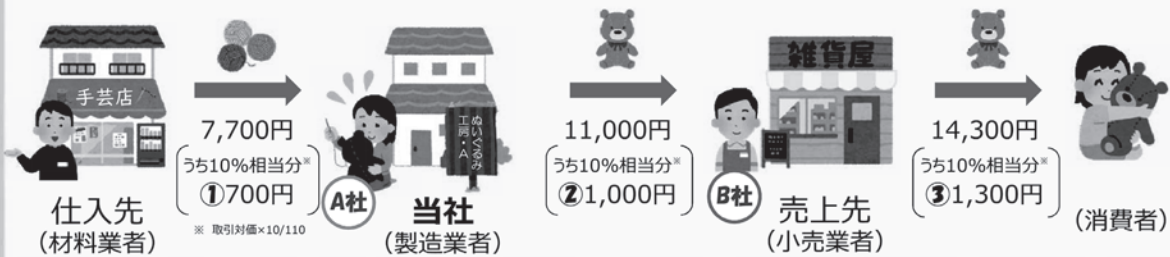 手芸店
7,700円
うち10%相当分※
①700円
※ 取引対価×10/110
仕入先
(材料業者)
ぬいぐるみ
工房・A
A社
当社
(製造業者)
11,000円
うち10%相当分※
②1,000円
雑貨屋
B社
売上先
(小売業者)
14,300円
うち10%相当分※
③1,300円
(消費者)